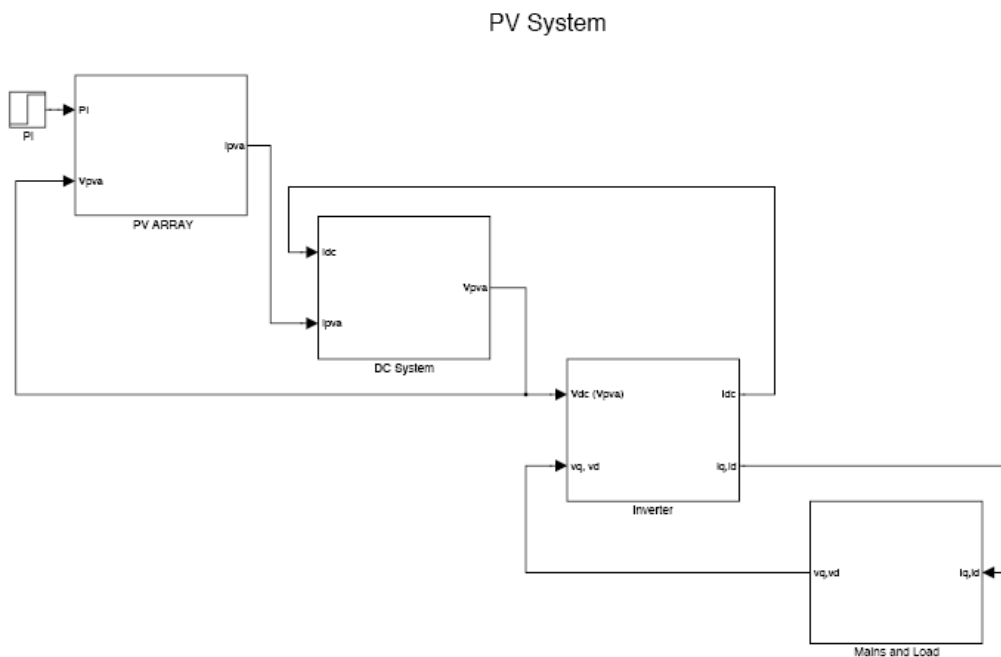 PV System
PI
PI
Ipva
Vpva
PV ARRAY
Idc
Vpva
Ipva
DC System
Vdc (Vpva)
Idc
vq, vd
Iq,Id
Inverter
vq,vd
Iq,Id
Mains and Load